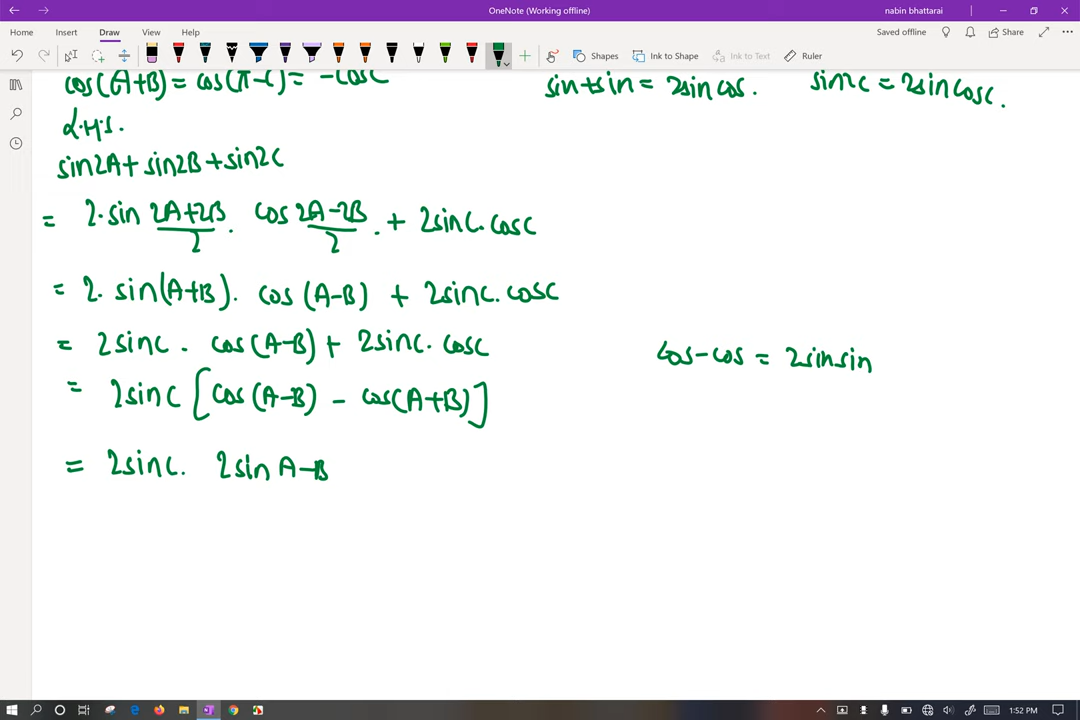 OneNote (Working offline)
nabin bhattarai
Home Insert Draw View Help
Saved offline
Share
Shapes
Ink to Shape
Ink to Text
Ruler
cos(A+B) = cos(π-C) = -cosC
sin+sin = 2sin cos.
sin2C = 2sinCcosC.
L.H.S.
sin2A + sin2B + sin2C
= 2·sin 2A+2B/2 . cos 2A-2B/2 . + 2sinC·cosC
= 2· sin(A+B). cos (A-B) + 2sinC. cosC
= 2sinC · cos(A-B) + 2sinC· cosC
cos-cos = 2sinsin
= 2sinC [cos (A-B) - cos(A+B)]
= 2sinC. 2sin A-B
1:52 PM